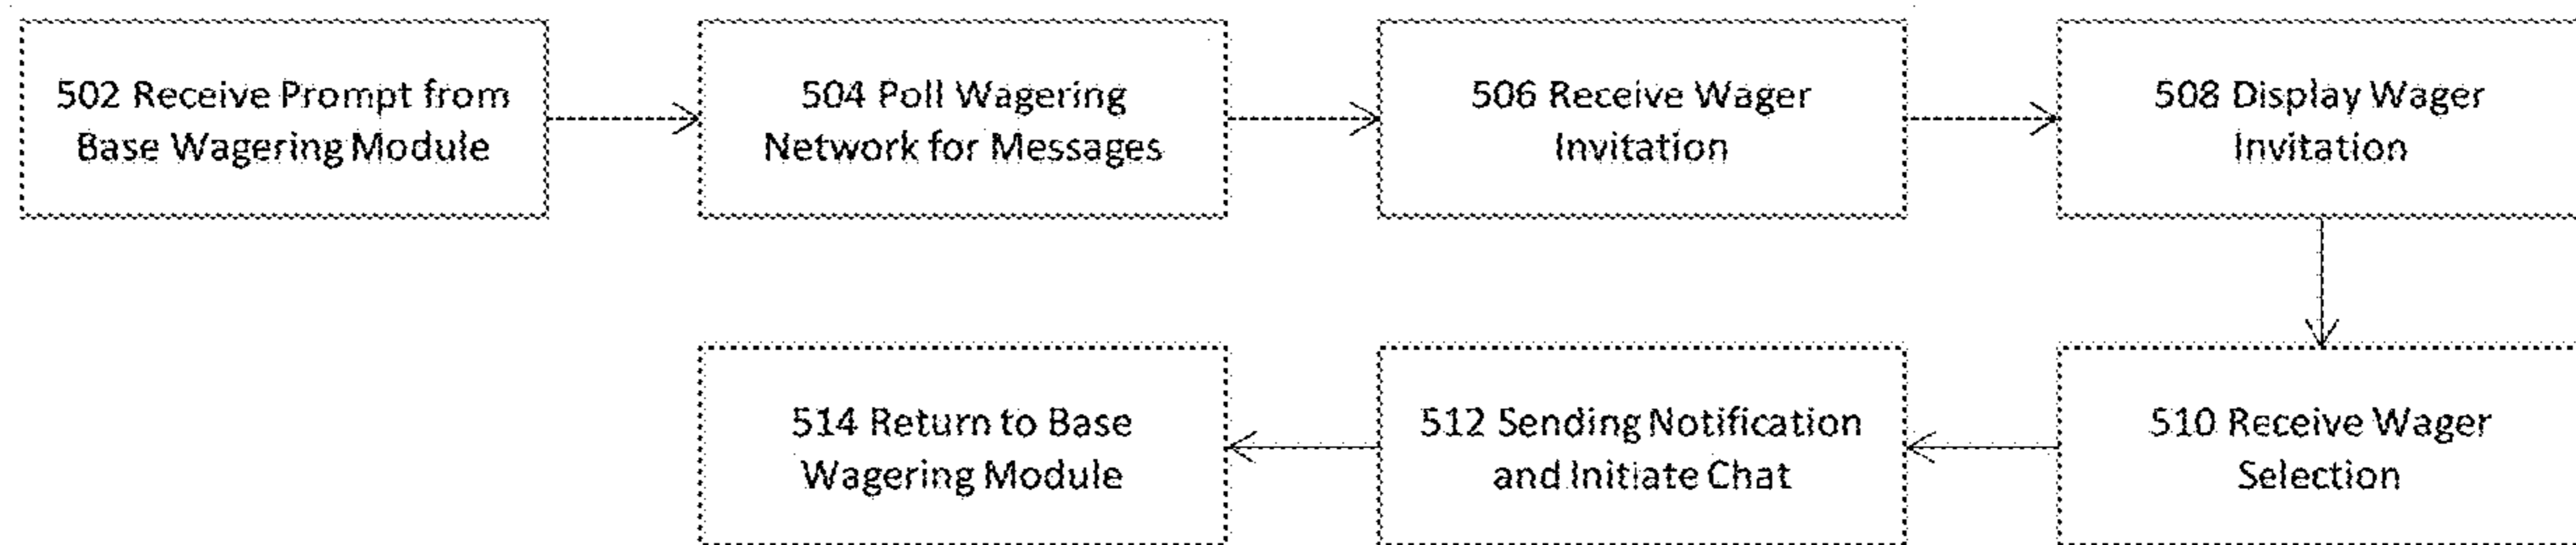 502 Receive Prompt from
Base Wagering Module
504 Poll Wagering
Network for Messages
506 Receive Wager
Invitation
508 Display Wager
Invitation
510 Receive Wager
Selection
512 Sending Notification
and Initiate Chat
514 Return to Base
Wagering Module